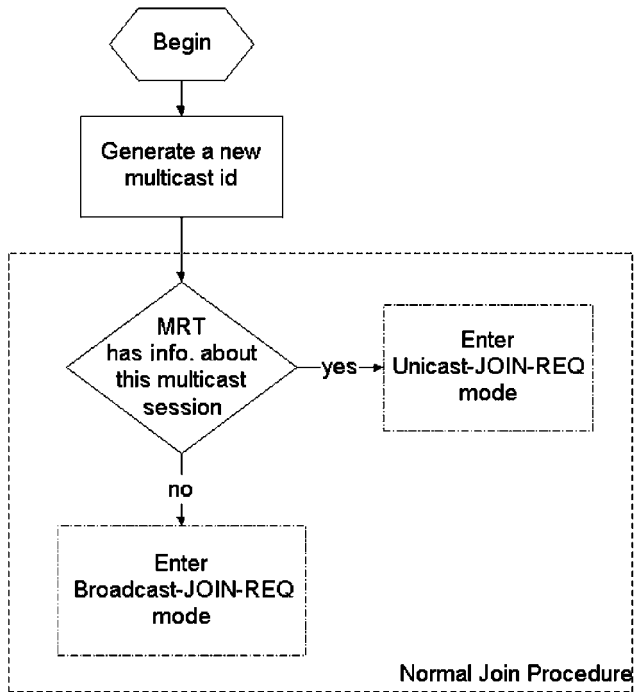 Begin
Generate a new
multicast id
MRT
has info. about
this multicast
session
yes
Enter
Unicast-JOIN-REQ
mode
no
Enter
Broadcast-JOIN-REQ
mode
Normal Join Procedure